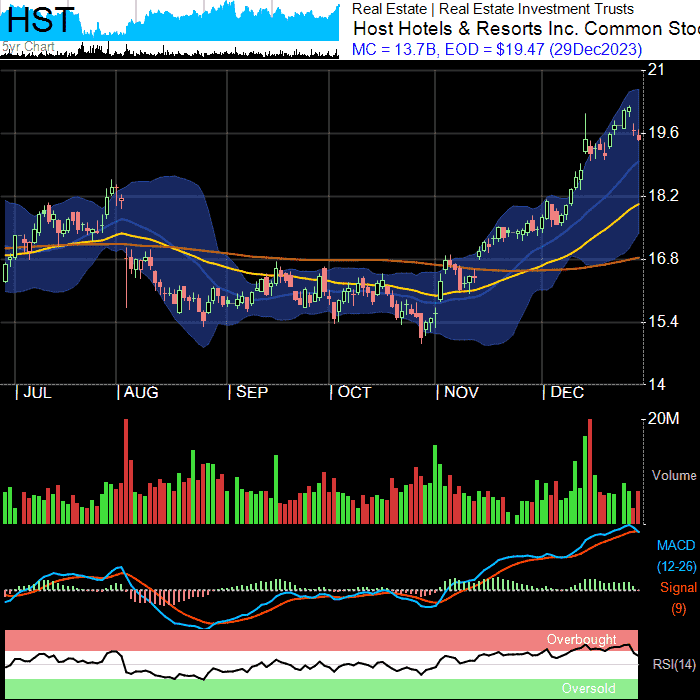 HST
5yr Chart
Real Estate | Real Estate Investment Trusts
Host Hotels & Resorts Inc. Common Stoc
MC = 13.7B, EOD = $19.47 (29Dec2023)
21
19.6
18.2
16.8
15.4
14
JUL AUG SEP OCT NOV DEC
20M
Volume
MACD
(12-26)
Signal
(9)
Overbought
RSI(14)
Oversold